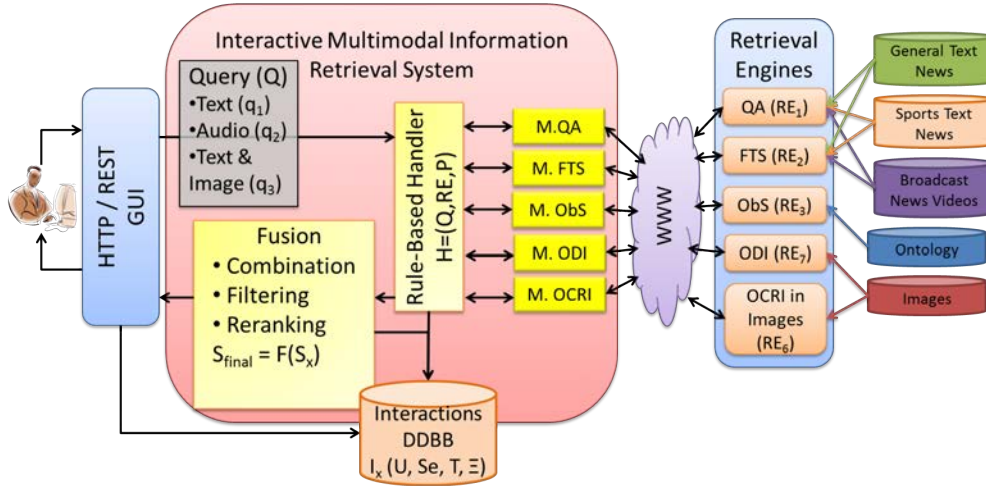 Interactive Multimodal Information
Retrieval System
HTTP / REST
GUI
Query (Q)
•Text (q₁)
•Audio (q₂)
•Text &
Image (q₃)
Fusion
• Combination
• Filtering
• Reranking
S_final = F(Sₓ)
Rule-Based Handler
H=(Q,RE,P)
M.QA
M. FTS
M. ObS
M. ODI
M. OCRI
Interactions
DDBB
Iₓ (U, Se, T, Ξ)
WWW
Retrieval
Engines
QA (RE₁)
FTS (RE₂)
ObS (RE₃)
ODI (RE₇)
OCRI in
Images
(RE₆)
General Text
News
Sports Text
News
Broadcast
News Videos
Ontology
Images